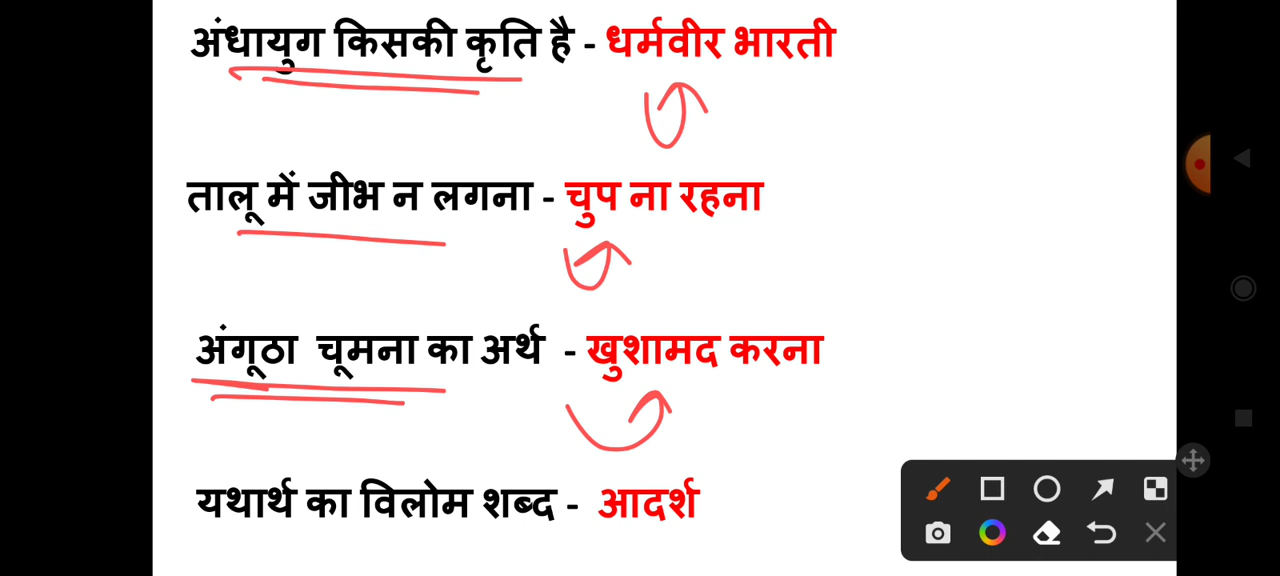 अंधायुग किसकी कृति है - धर्मवीर भारती
तालू में जीभ न लगना - चुप ना रहना
अंगूठा चूमना का अर्थ - खुशामद करना
यथार्थ का विलोम शब्द - आदर्श